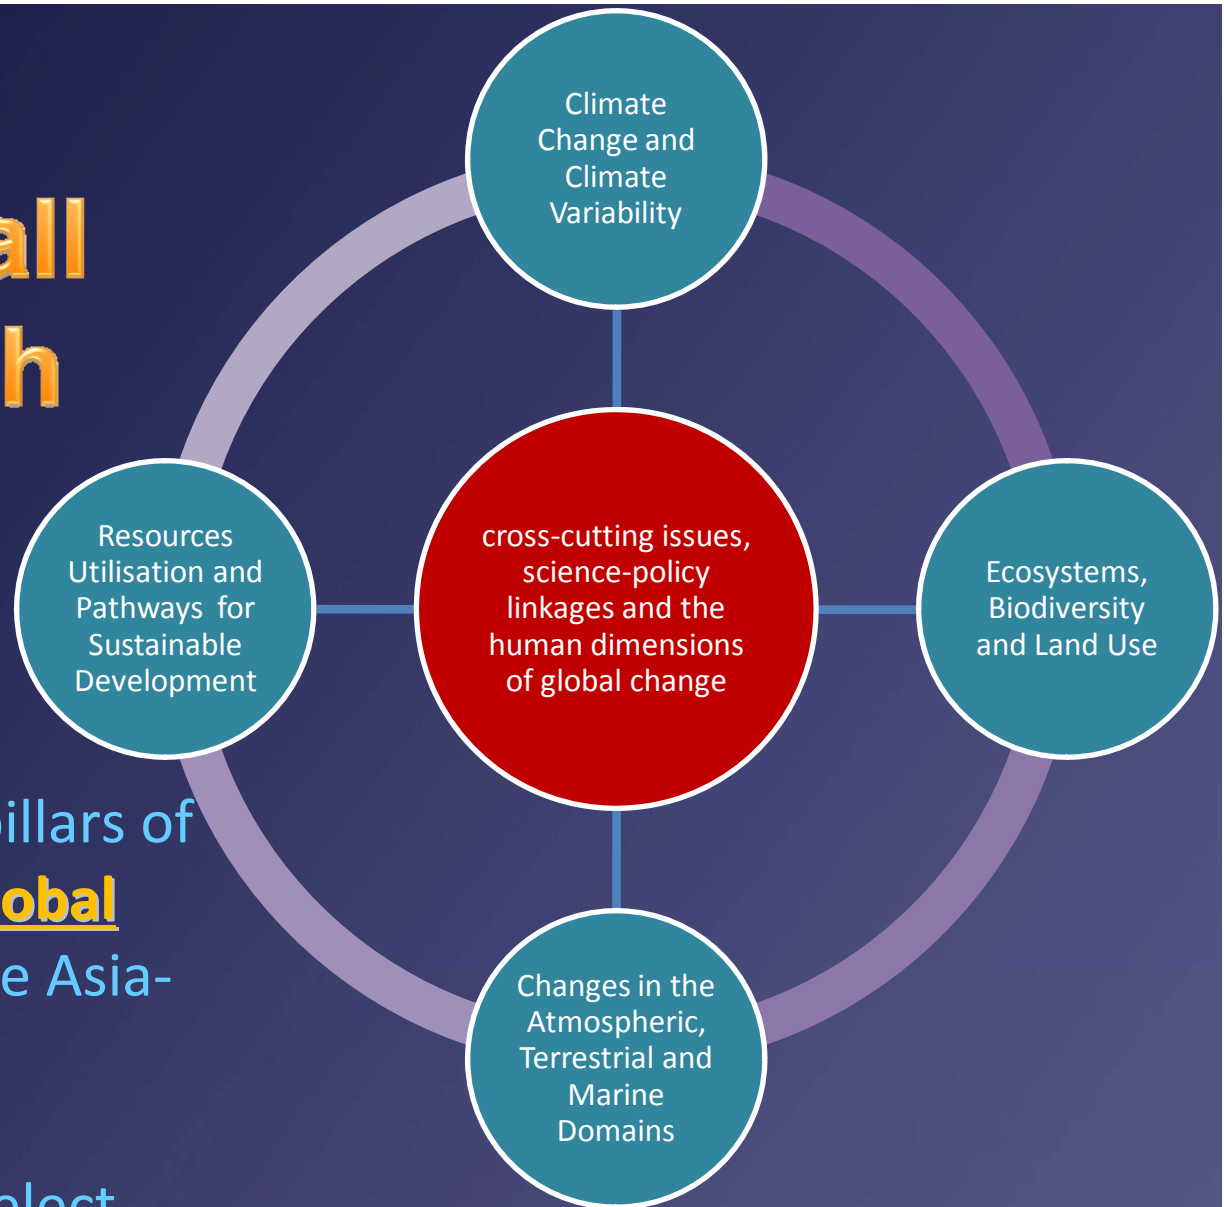 all
h
Climate
Change and
Climate
Variability
Resources
Utilisation and
Pathways for
Sustainable
Development
cross-cutting issues,
science-policy
linkages and the
human dimensions
of global change
Ecosystems,
Biodiversity
and Land Use
Changes in the
Atmospheric,
Terrestrial and
Marine
Domains
pillars of
obal
e Asia-
elect